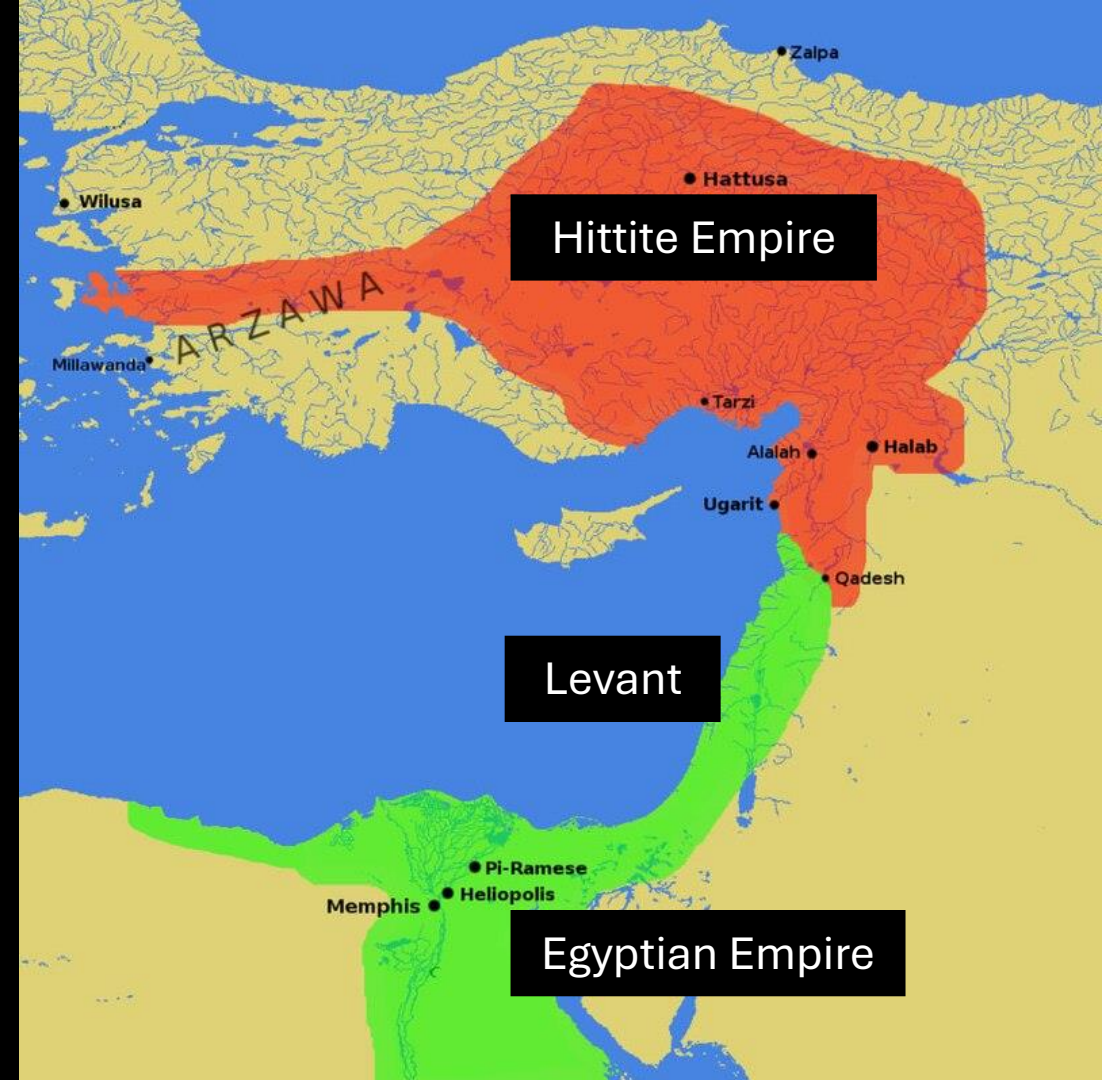 Zalpa
Hattusa
Wilusa
Hittite Empire
ARZAWA
Millawanda
Tarzi
Alalah
Halab
Ugarit
Qadesh
Levant
Pi-Ramese
Heliopolis
Memphis
Egyptian Empire